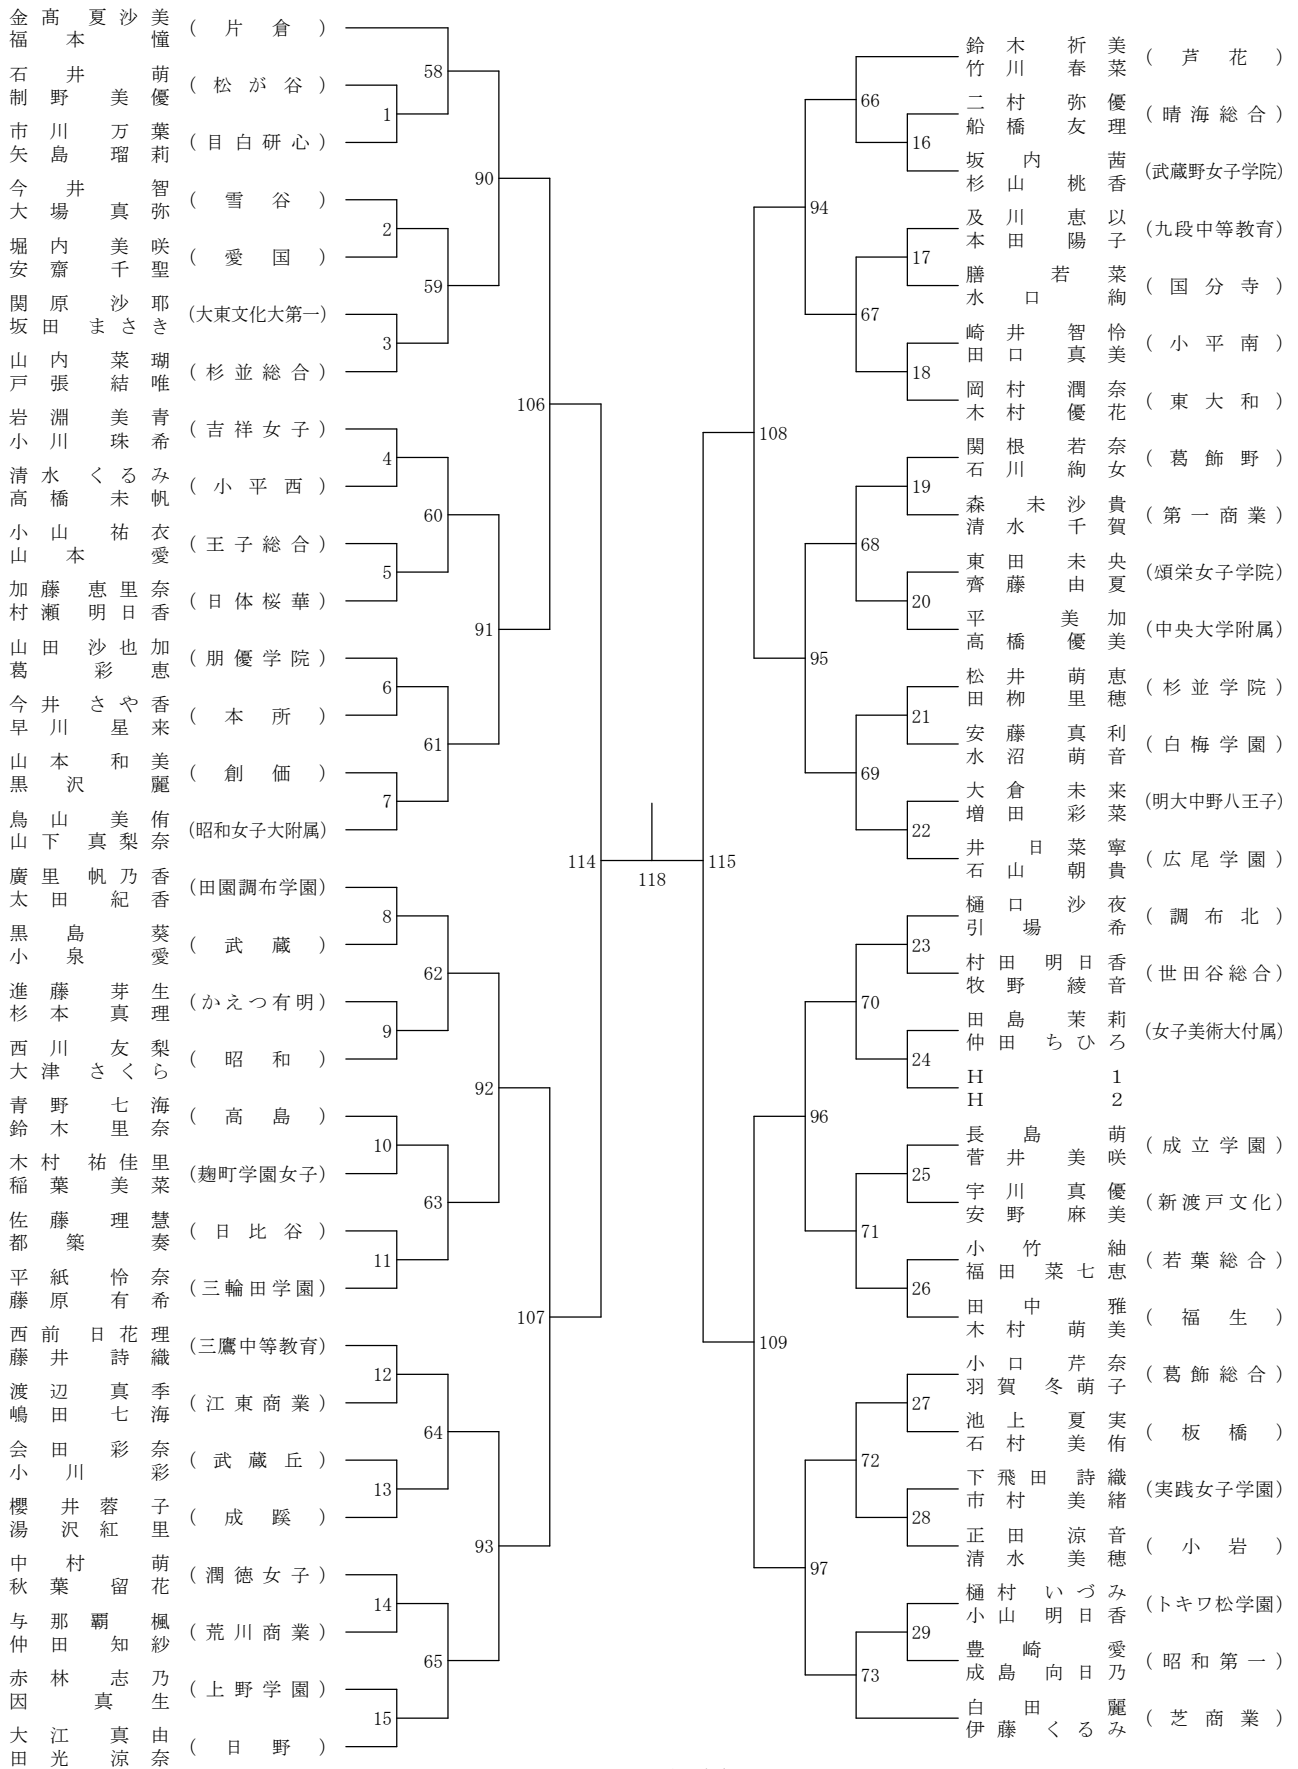 金髙夏沙美
福本憧
(片倉)
石井萌
制野美優
(松が谷)
市川万葉
矢島瑠莉
(目白研心)
今井智
大場真弥
(雪谷)
堀内美咲
安齋千聖
(愛国)
関原沙耶
坂田まさき
(大東文化大第一)
山内菜瑚
戸張結唯
(杉並総合)
岩淵美青
小川珠希
(吉祥女子)
清水くるみ
高橋未帆
(小平西)
小山祐衣
山本愛
(王子総合)
加藤恵里奈
村瀬明日香
(日体桜華)
山田沙也加
葛彩恵
(朋優学院)
今井さや香
早川星来
(本所)
山本和美
黒沢麗
(創価)
鳥山美侑
山下真梨奈
(昭和女子大附属)
廣里帆乃香
太田紀香
(田園調布学園)
黒島葵
小泉愛
(武蔵)
進藤芽生
杉本真理
(かえつ有明)
西川友梨
大津さくら
(昭和)
青野七海
鈴木里奈
(高島)
木村祐佳里
稲葉美菜
(麹町学園女子)
佐藤理慧
都築奏
(日比谷)
平紙怜奈
藤原有希
(三輪田学園)
西前日花理
藤井詩織
(三鷹中等教育)
渡辺真季
嶋田七海
(江東商業)
会田彩奈
小川彩
(武蔵丘)
櫻井蓉子
湯沢紅里
(成蹊)
中村萌
秋葉留花
(潤徳女子)
与那覇楓
仲田知紗
(荒川商業)
赤林志乃
因真生
(上野学園)
大江真由
田光涼奈
(日野)
58
1
90
2
59
3
106
4
60
5
91
6
61
7
114
8
62
9
92
10
63
11
107
12
64
13
93
14
65
15
118
115
66
16
94
17
67
18
108
19
68
20
95
21
69
22
23
70
24
96
25
71
26
109
27
72
28
97
29
73
鈴木祈美
竹川春菜
(芦花)
二村弥優
船橋友理
(晴海総合)
坂内茜
杉山桃香
(武蔵野女子学院)
及川恵以
本田陽子
(九段中等教育)
膳若菜
水口絢
(国分寺)
崎井智怜
田口真美
(小平南)
岡村潤奈
木村優花
(東大和)
関根若奈
石川絢女
(葛飾野)
森未沙貴
清水千賀
(第一商業)
東田未央
齊藤由夏
(頌栄女子学院)
平美加
高橋優美
(中央大学附属)
松井萌恵
田栁里穂
(杉並学院)
安藤真利
水沼萌音
(白梅学園)
大倉未来
増田彩菜
(明大中野八王子)
井日菜寧
石山朝貴
(広尾学園)
樋口沙夜
引場希
(調布北)
村田明日香
牧野綾音
(世田谷総合)
田島茉莉
仲田ちひろ
(女子美術大付属)
H1
H2
長島萌
菅井美咲
(成立学園)
宇川真優
安野麻美
(新渡戸文化)
小竹紬
福田菜七恵
(若葉総合)
田中雅
木村萌美
(福生)
小口芹奈
羽賀冬萌子
(葛飾総合)
池上夏実
石村美侑
(板橋)
下飛田詩織
市村美緒
(実践女子学園)
正田涼音
清水美穂
(小岩)
樋村いづみ
小山明日香
(トキワ松学園)
豊崎愛
成島向日乃
(昭和第一)
白田麗
伊藤くるみ
(芝商業)